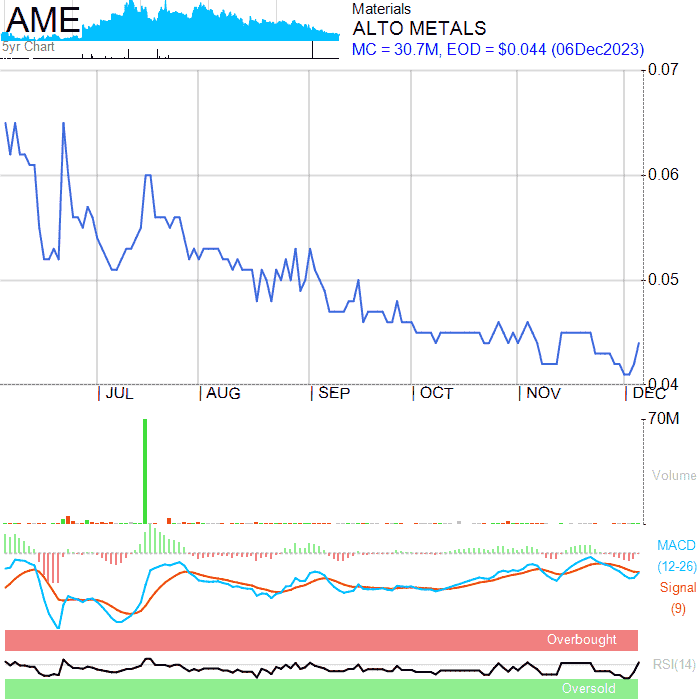 AME
5yr Chart
Materials
ALTO METALS
MC = 30.7M, EOD = $0.044 (06Dec2023)
0.07
0.06
0.05
0.04
JUL
AUG
SEP
OCT
NOV
DEC
70M
Volume
MACD
(12-26)
Signal
(9)
Overbought
RSI(14)
Oversold